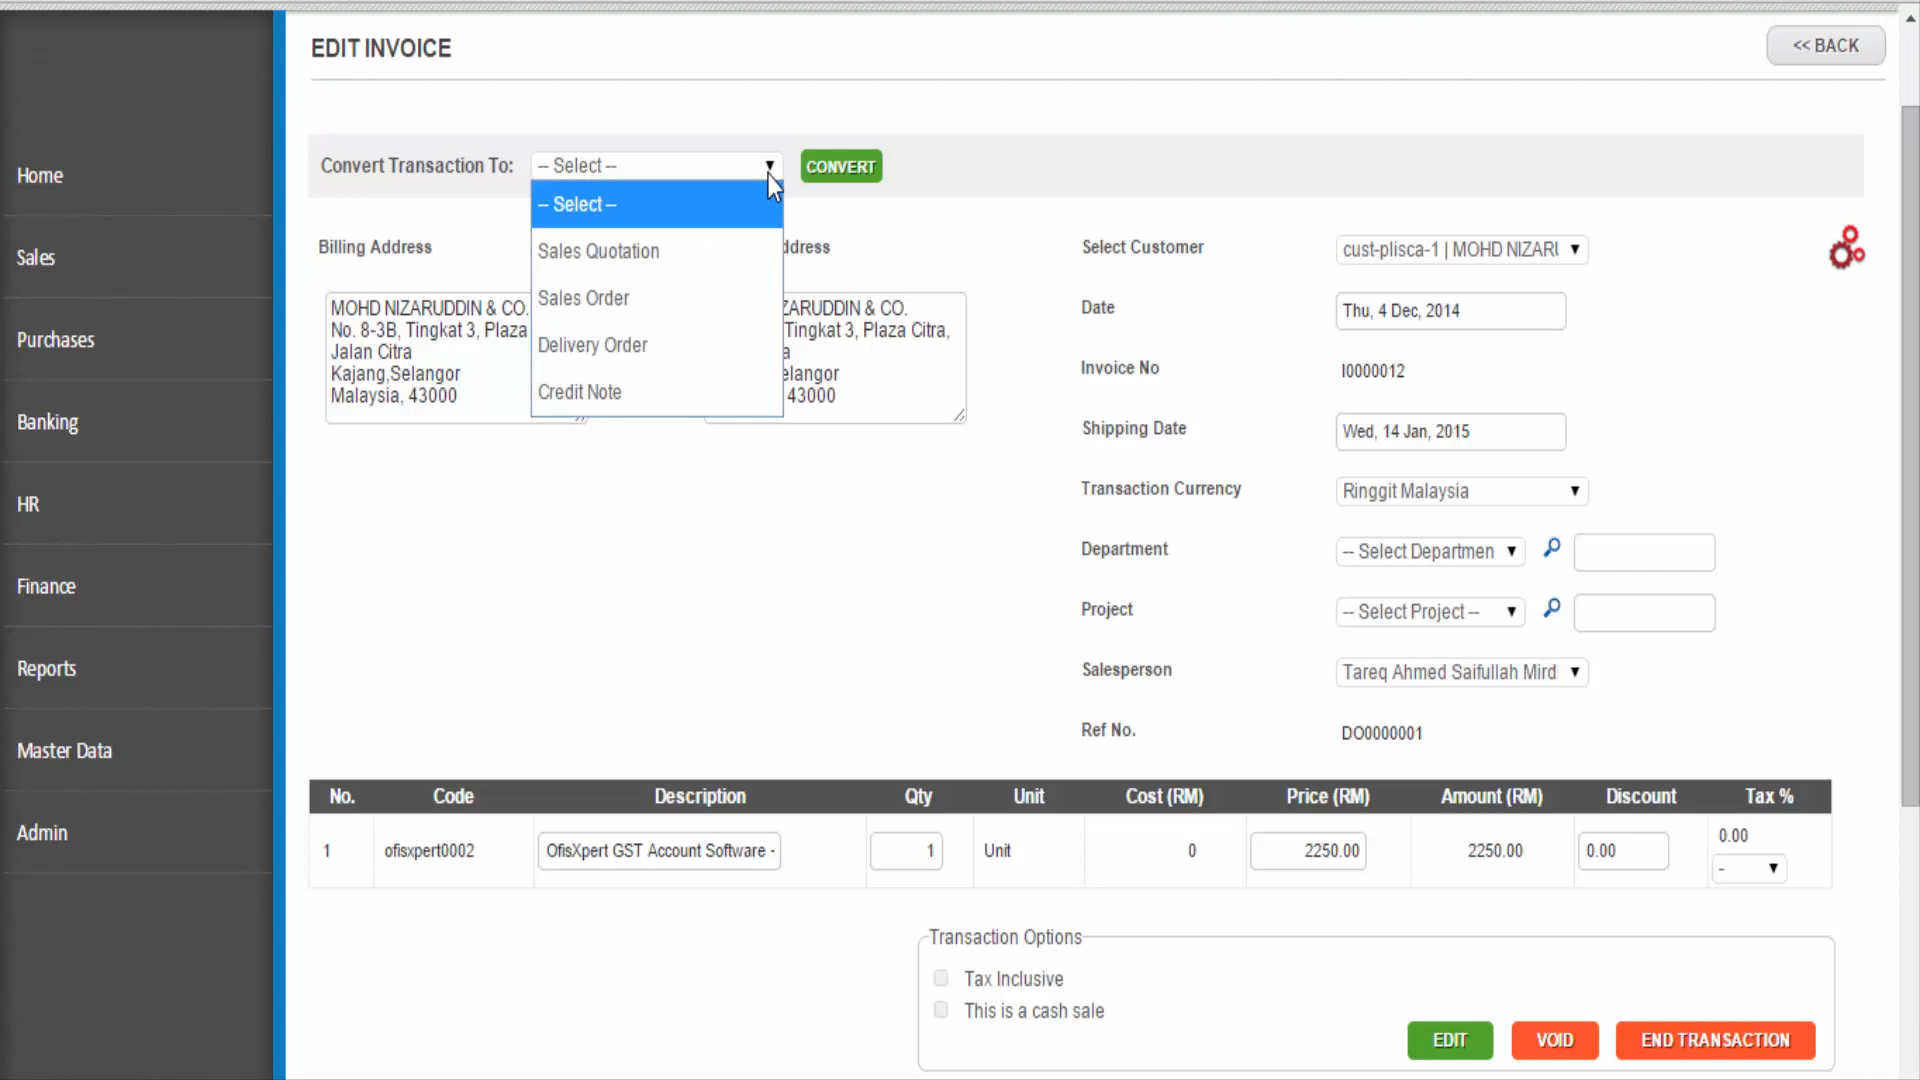 EDIT INVOICE
<< BACK
Home
Sales
Purchases
Banking
HR
Finance
Reports
Master Data
Admin
Convert Transaction To:
-- Select --
CONVERT
-- Select --
Sales Quotation
Sales Order
Delivery Order
Credit Note
Billing Address
ddress
MOHD NIZARUDDIN & CO.
No. 8-3B, Tingkat 3, Plaza
Jalan Citra
Kajang,Selangor
Malaysia, 43000
ZARUDDIN & CO.
Tingkat 3, Plaza Citra,
a
elangor
43000
Select Customer
cust-plisca-1 | MOHD NIZARU
Date
Thu, 4 Dec, 2014
Invoice No
I0000012
Shipping Date
Wed, 14 Jan, 2015
Transaction Currency
Ringgit Malaysia
Department
-- Select Departmen
Project
-- Select Project --
Salesperson
Tareq Ahmed Saifullah Mird
Ref No.
DO0000001
No. Code Description Qty Unit Cost (RM) Price (RM) Amount (RM) Discount Tax %
1 ofisxpert0002 OfisXpert GST Account Software - 1 Unit 0 2250.00 2250.00 0.00 0.00
-
Transaction Options
Tax Inclusive
This is a cash sale
EDIT
VOID
END TRANSACTION